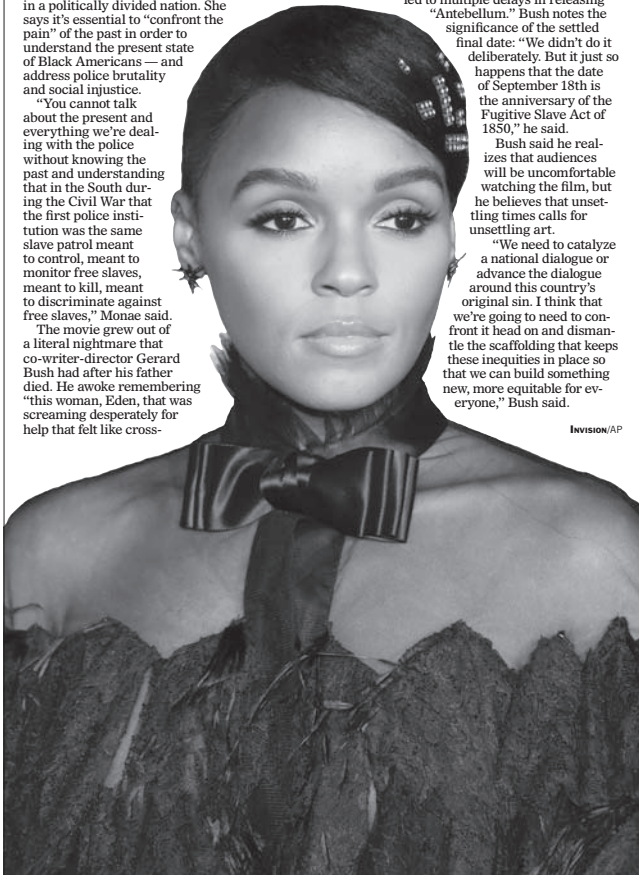 in a politically divided nation. She
says it's essential to “confront the
pain” of the past in order to
understand the present state
of Black Americans — and
address police brutality
and social injustice.
“You cannot talk
about the present and
everything we're deal-
ing with the police
without knowing the
past and understanding
that in the South dur-
ing the Civil War that
the first police insti-
tution was the same
slave patrol meant
to control, meant to
monitor free slaves,
meant to kill, meant
to discriminate against
free slaves,” Monae said.
The movie grew out of
a literal nightmare that
co-writer-director Gerard
Bush had after his father
died. He awoke remembering
“this woman, Eden, that was
screaming desperately for
help that felt like cross-
led to multiple delays in releasing
“Antebellum.” Bush notes the
significance of the settled
final date: “We didn't do it
deliberately. But it just so
happens that the date
of September 18th is
the anniversary of the
Fugitive Slave Act of
1850,” he said.
Bush said he real-
izes that audiences
will be uncomfortable
watching the film, but
he believes that unset-
tling times calls for
unsettling art.
“We need to catalyze
a national dialogue or
advance the dialogue
around this country's
original sin. I think that
we're going to need to con-
front it head on and disman-
tle the scaffolding that keeps
these inequities in place so
that we can build something
new, more equitable for ev-
eryone,” Bush said.
INVISION/AP